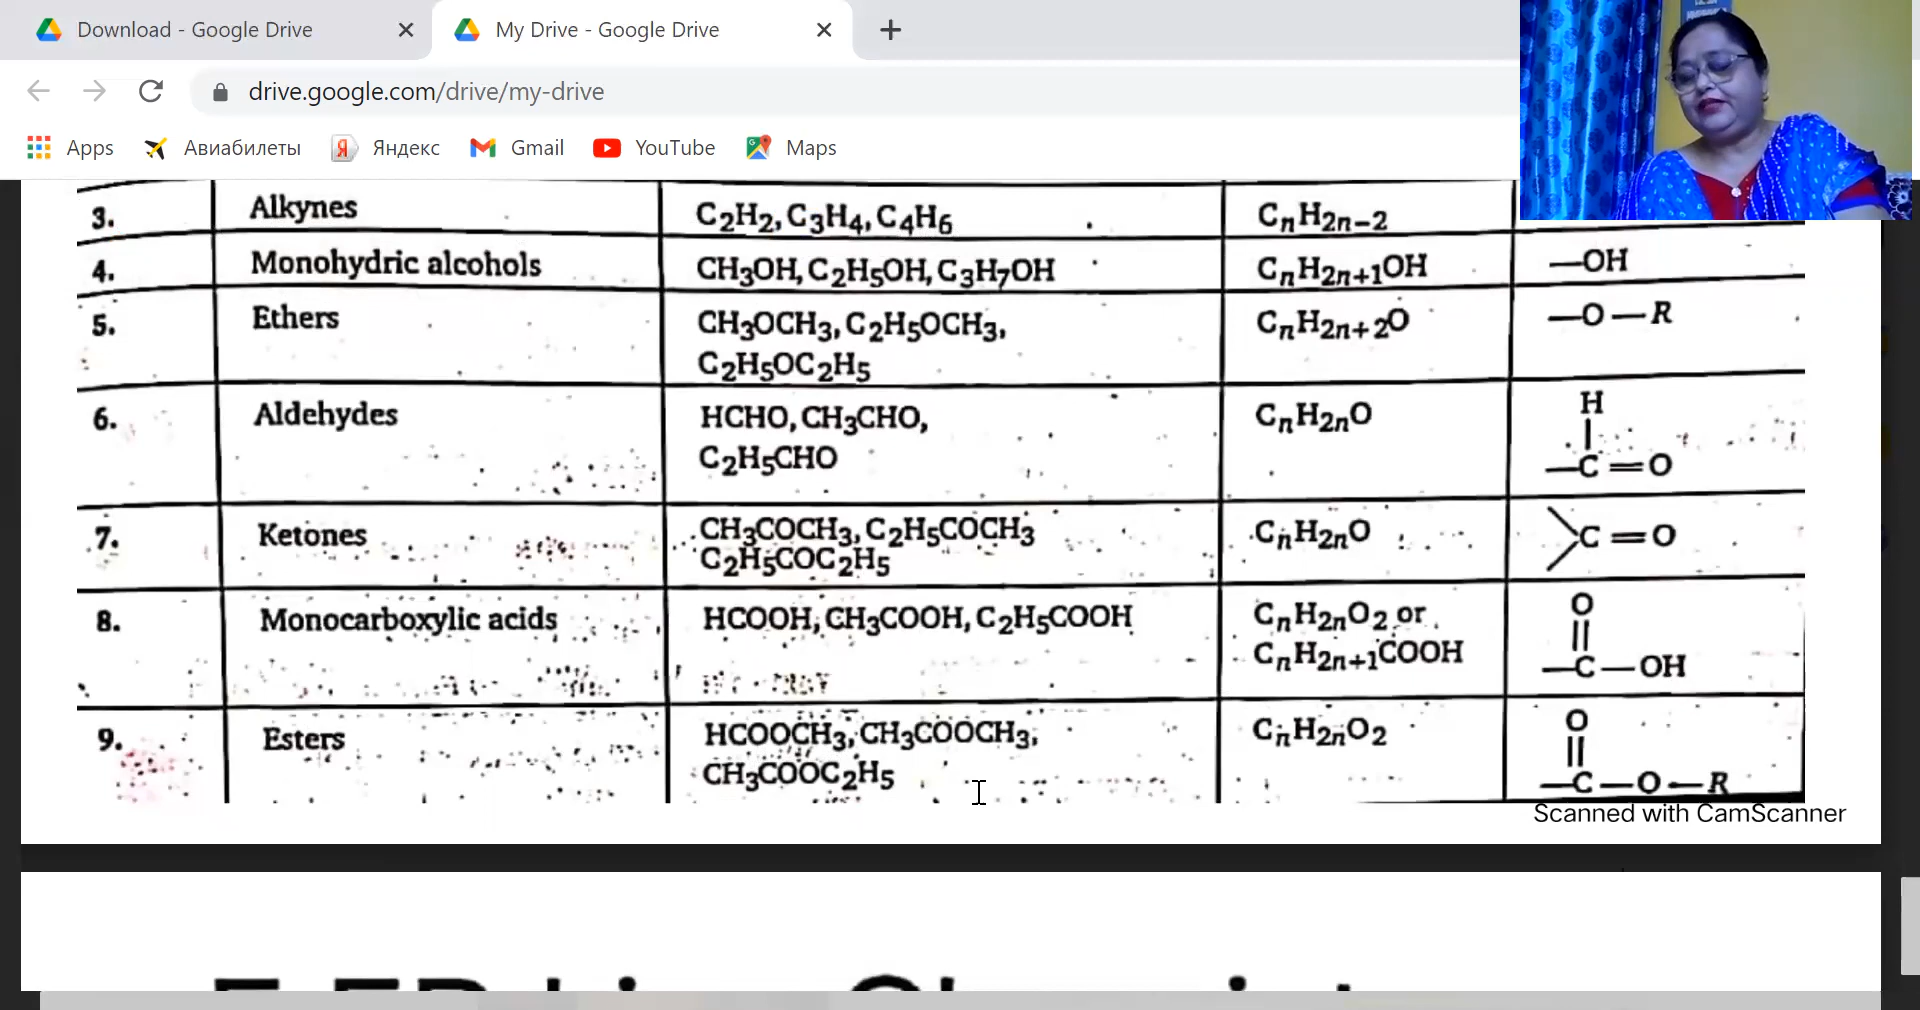 Download - Google Drive
My Drive - Google Drive
drive.google.com/drive/my-drive
Apps
Авиабилеты
Яндекс
Gmail
YouTube
Maps
3. Alkynes C2H2, C3H4, C4H6 CnH2n−2
4. Monohydric alcohols CH3OH, C2H5OH, C3H7OH CnH2n+1OH —OH
5. Ethers CH3OCH3, C2H5OCH3, CnH2n+2O —O—R
C2H5OC2H5
6. Aldehydes HCHO, CH3CHO, CnH2nO H
C2H5CHO —C=O
7. Ketones CH3COCH3, C2H5COCH3 CnH2nO >C=O
C2H5COC2H5
8. Monocarboxylic acids HCOOH, CH3COOH, C2H5COOH CnH2nO2 or O
CnH2n+1COOH —C—OH
9. Esters HCOOCH3, CH3COOCH3, CnH2nO2 O
CH3COOC2H5 —C—O—R
Scanned with CamScanner